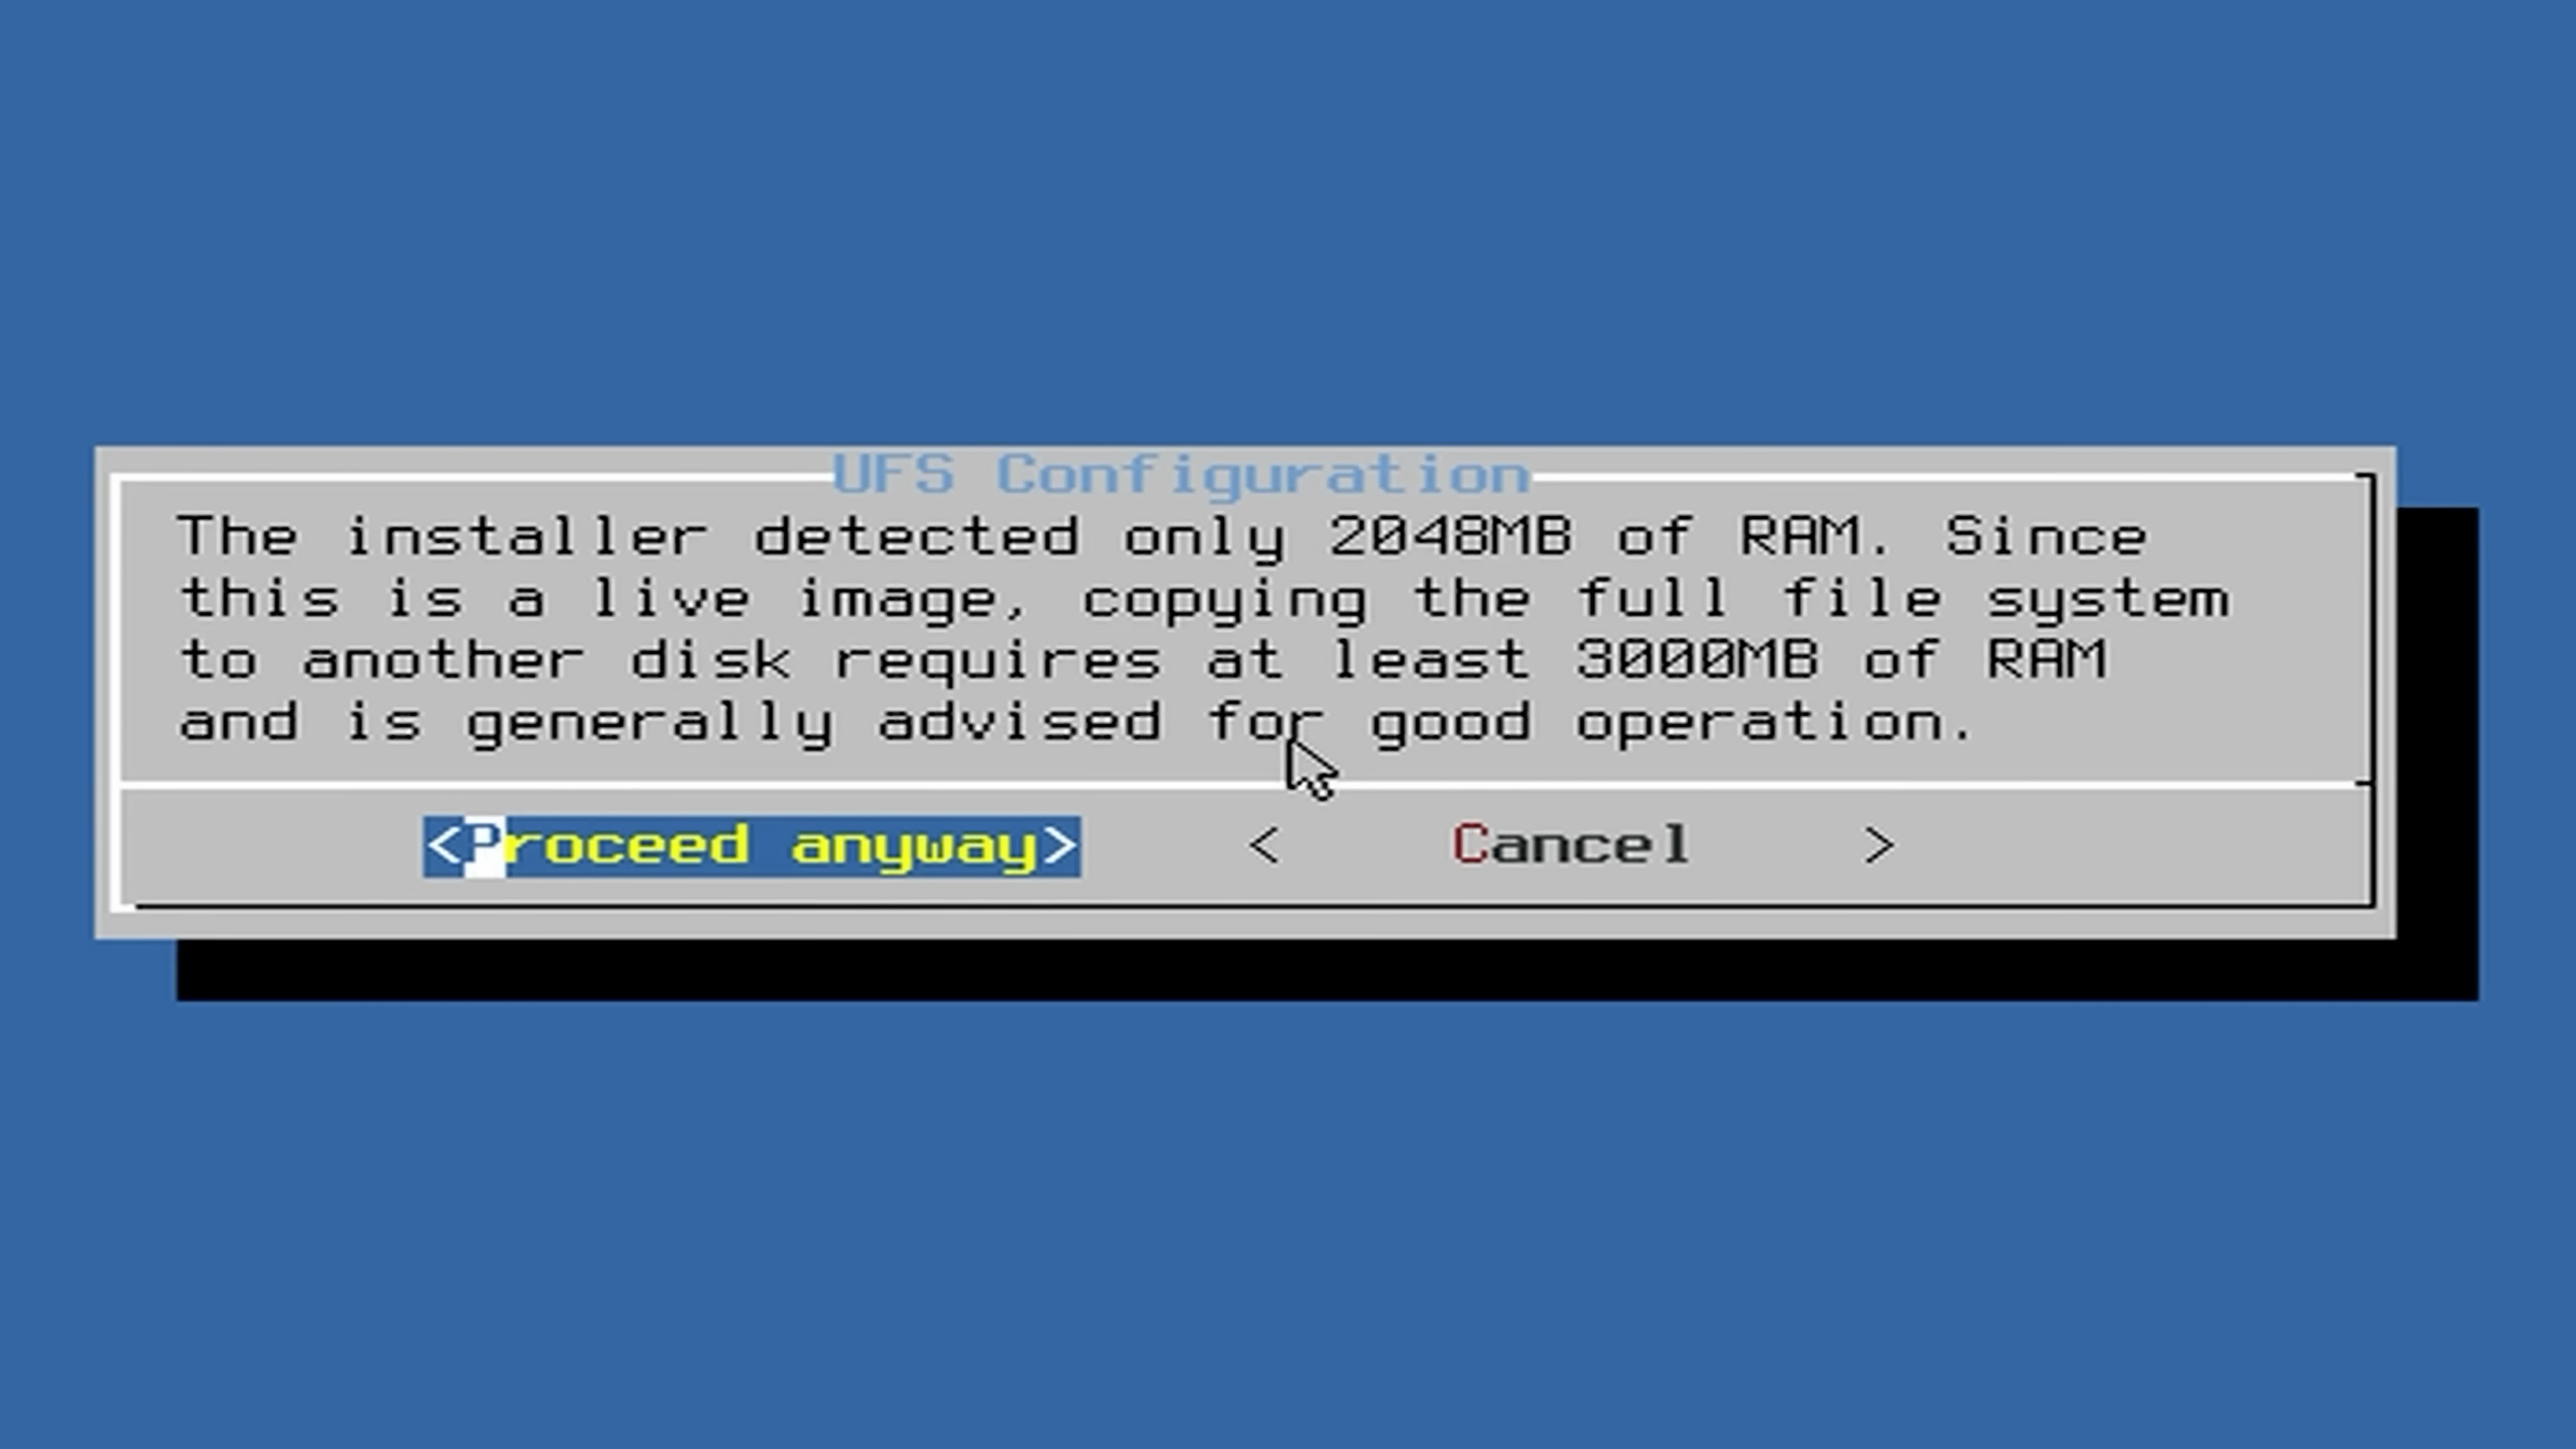 UFS Configuration
The installer detected only 2048MB of RAM. Since
this is a live image, copying the full file system
to another disk requires at least 3000MB of RAM
and is generally advised for good operation.
<Proceed anyway> < Cancel >